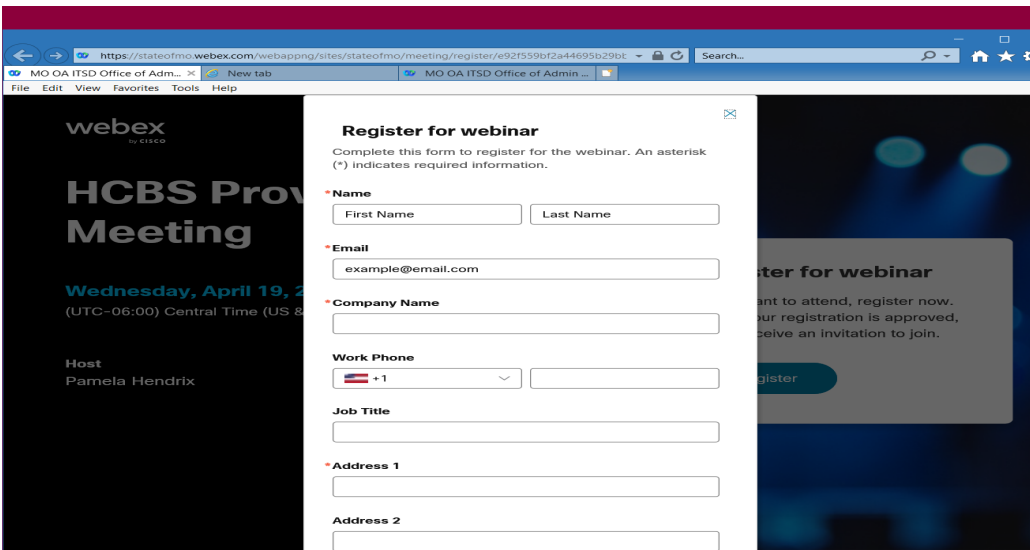 https://stateofmo.webex.com/webappng/sites/stateofmo/meeting/register/e92f559bf2a44695b29bb
Search...
MO OA ITSD Office of Adm...
New tab
MO OA ITSD Office of Admin ...
File Edit View Favorites Tools Help
webex
by CISCO
HCBS Prov
Meeting
Wednesday, April 19, 2
(UTC-06:00) Central Time (US &
Host
Pamela Hendrix
Register for webinar
Complete this form to register for the webinar. An asterisk
(*) indicates required information.
*Name
First Name
Last Name
*Email
example@email.com
*Company Name
Work Phone
+1
Job Title
*Address 1
Address 2
ster for webinar
ant to attend, register now.
ur registration is approved,
ceive an invitation to join.
gister